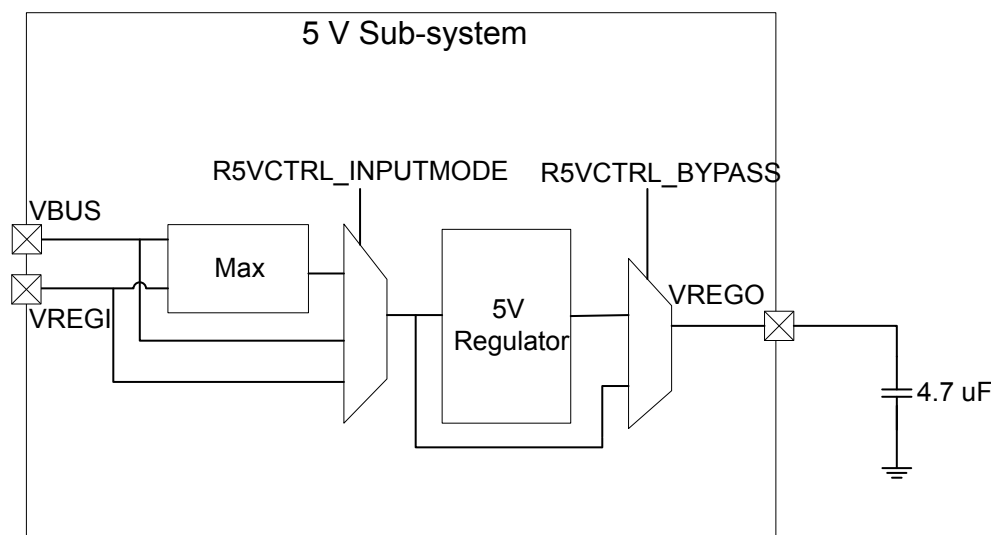 5 V Sub-system
R5VCTRL_INPUTMODE
R5VCTRL_BYPASS
VBUS
VREGI
Max
5V
Regulator
VREGO
4.7 uF